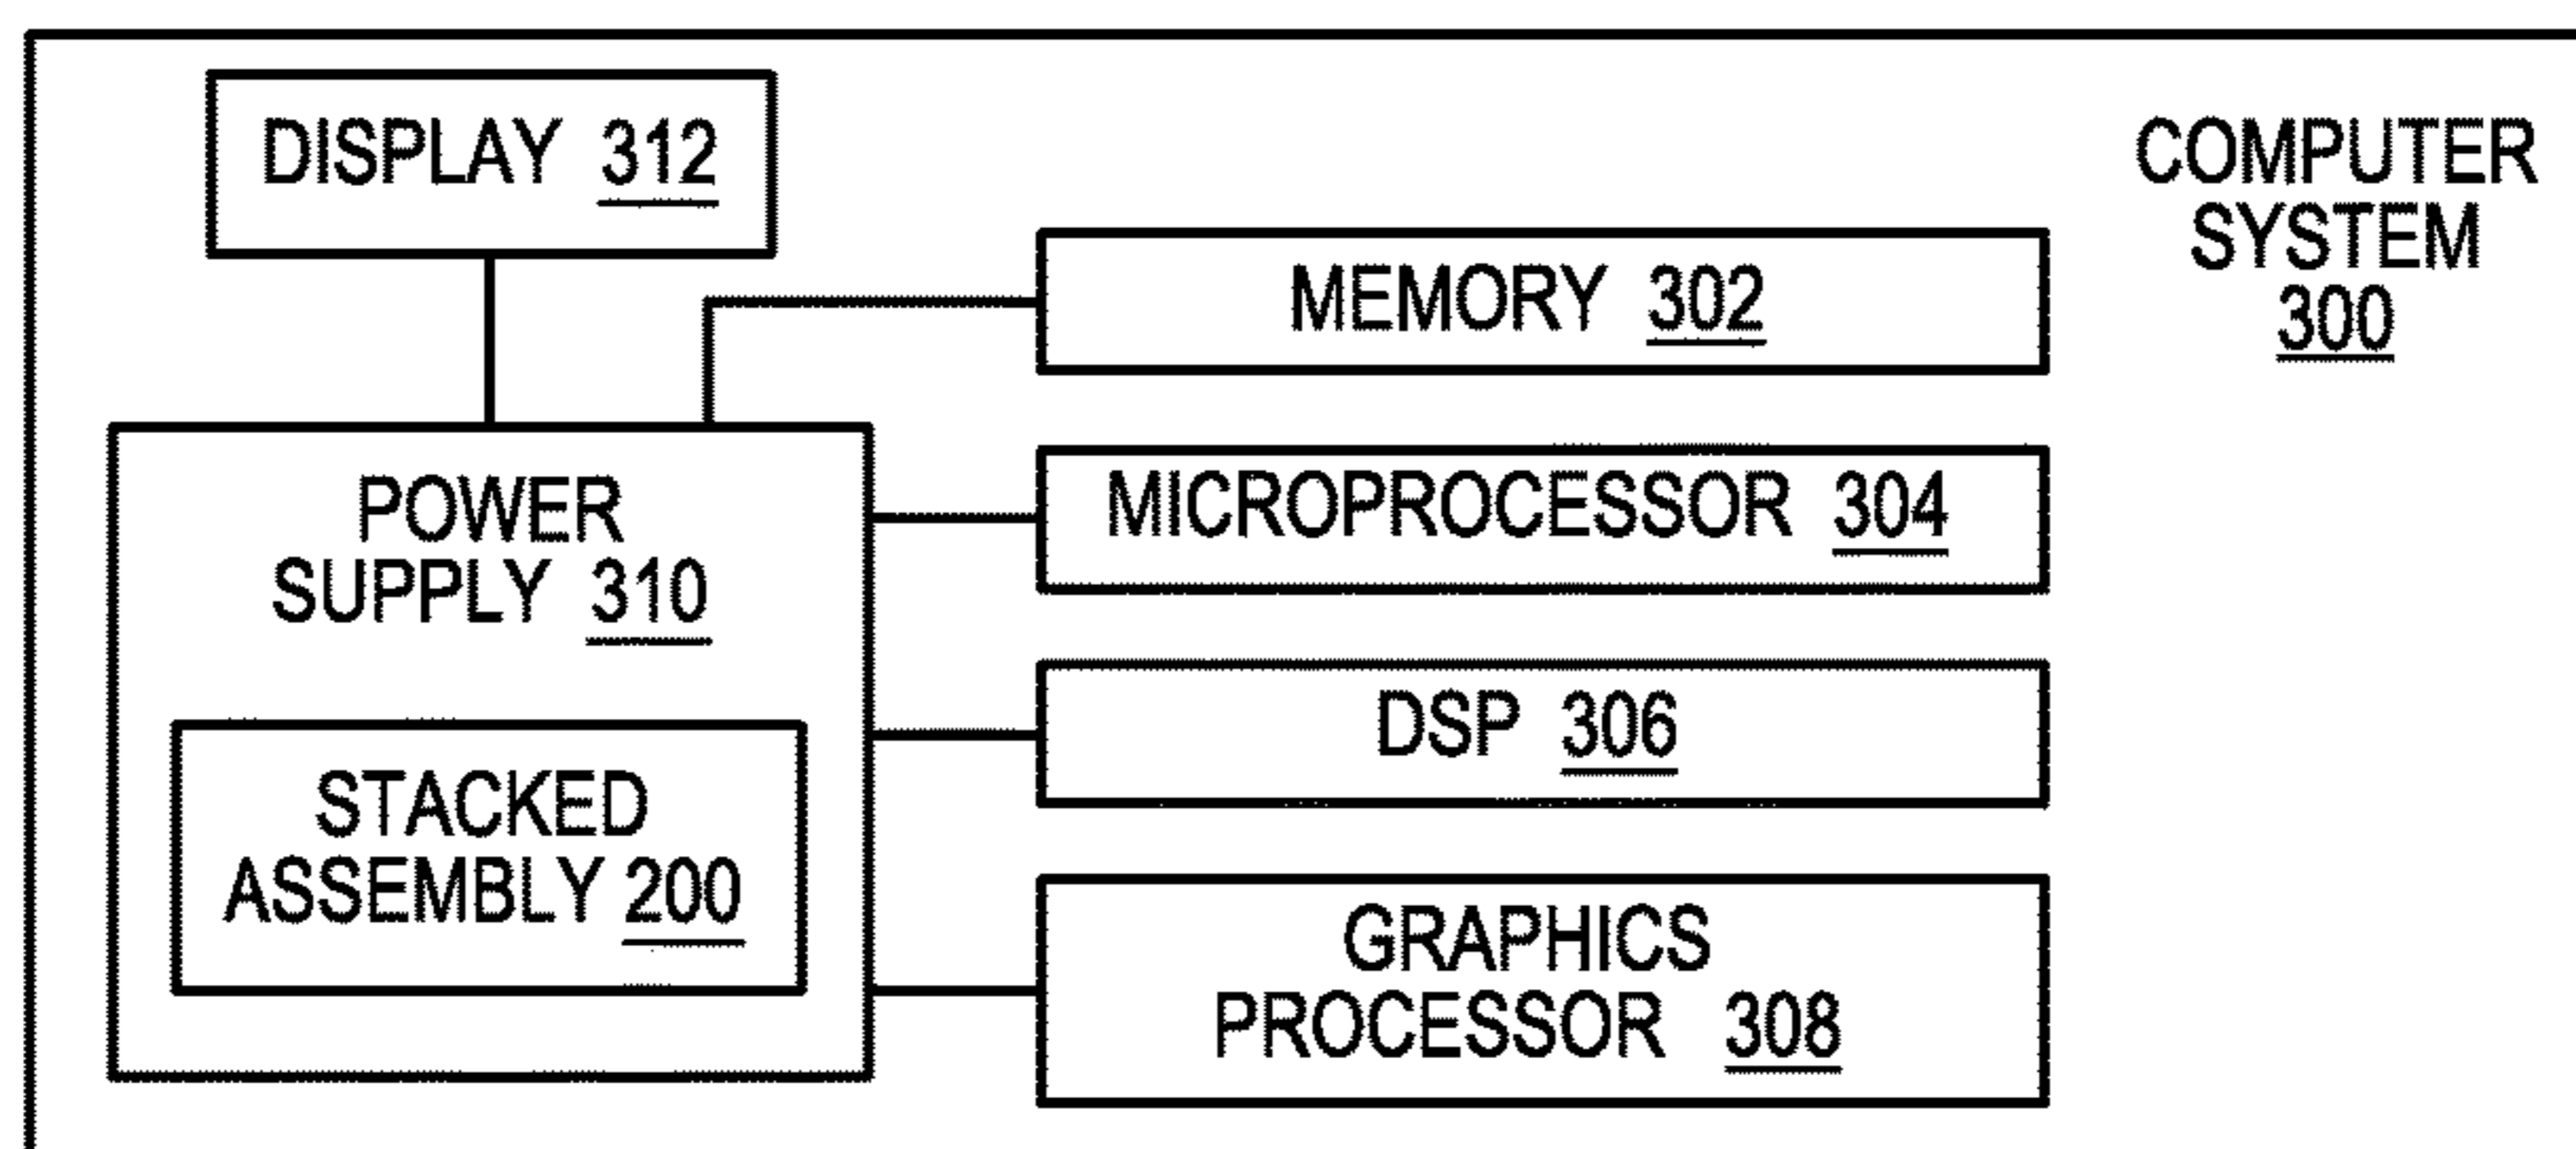 DISPLAY 312
COMPUTER
SYSTEM
300
MEMORY 302
POWER
SUPPLY 310
MICROPROCESSOR 304
DSP 306
STACKED
ASSEMBLY 200
GRAPHICS
PROCESSOR 308